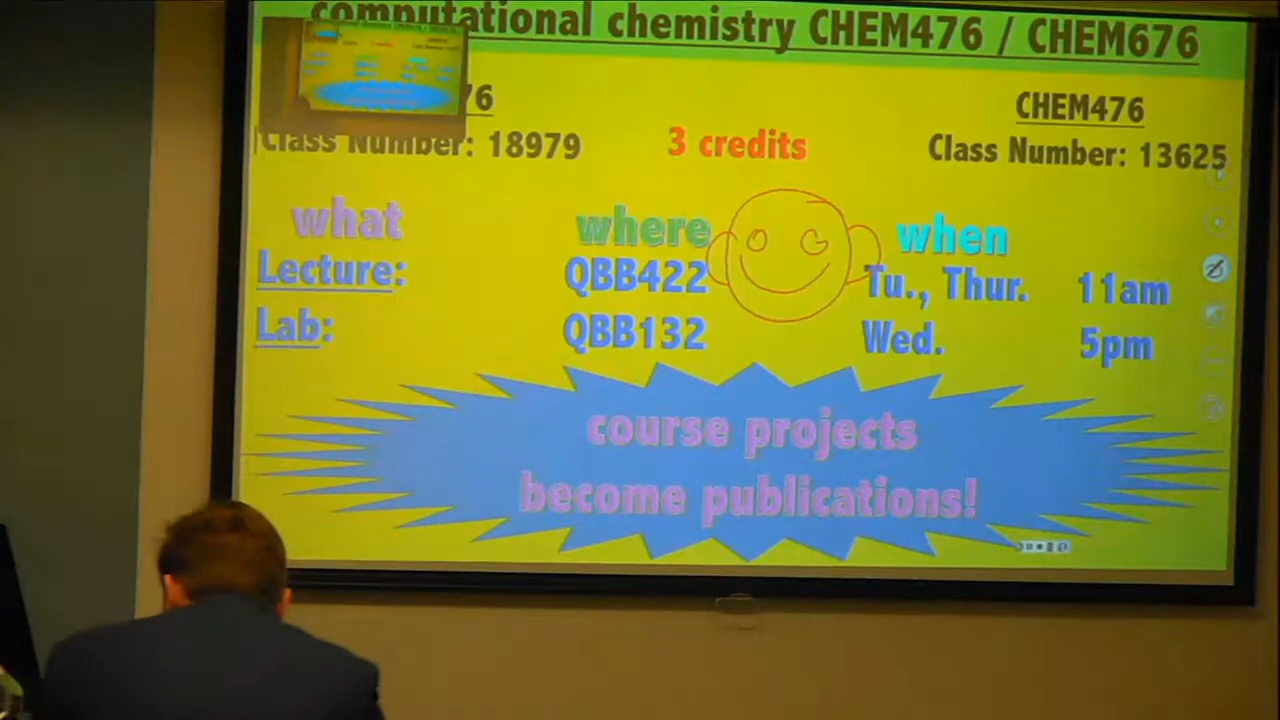 computational chemistry CHEM476 / CHEM676
76
CHEM476
Class Number: 18979
3 credits
Class Number: 13625
what
where
when
Lecture:
QBB422
Tu., Thur.
11am
Lab:
QBB132
Wed.
5pm
course projects
become publications!